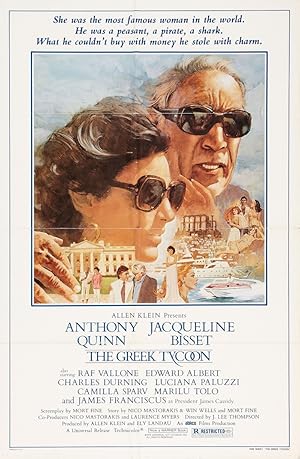 She was the most famous woman in the world.
He was a peasant, a pirate, a shark.
What he couldn't buy with money he stole with charm.
ALLEN KLEIN Presents
ANTHONY JACQUELINE
QUINN BISSET
THE GREEK TYCOON
also
starring RAF VALLONE EDWARD ALBERT
CHARLES DURNING LUCIANA PALUZZI
CAMILLA SPARV MARILU TOLO
and JAMES FRANCISCUS as President James Cassidy
Screenplay by MORT FINE Story by NICO MASTORAKIS & WIN WELLS and MORT FINE
Co-Producers NICO MASTORAKIS and LAURENCE MYERS Directed by J. LEE THOMPSON
Produced by ALLEN KLEIN and ELY LANDAU An abkco Films Production
A Universal Release Technicolor®
R RESTRICTED